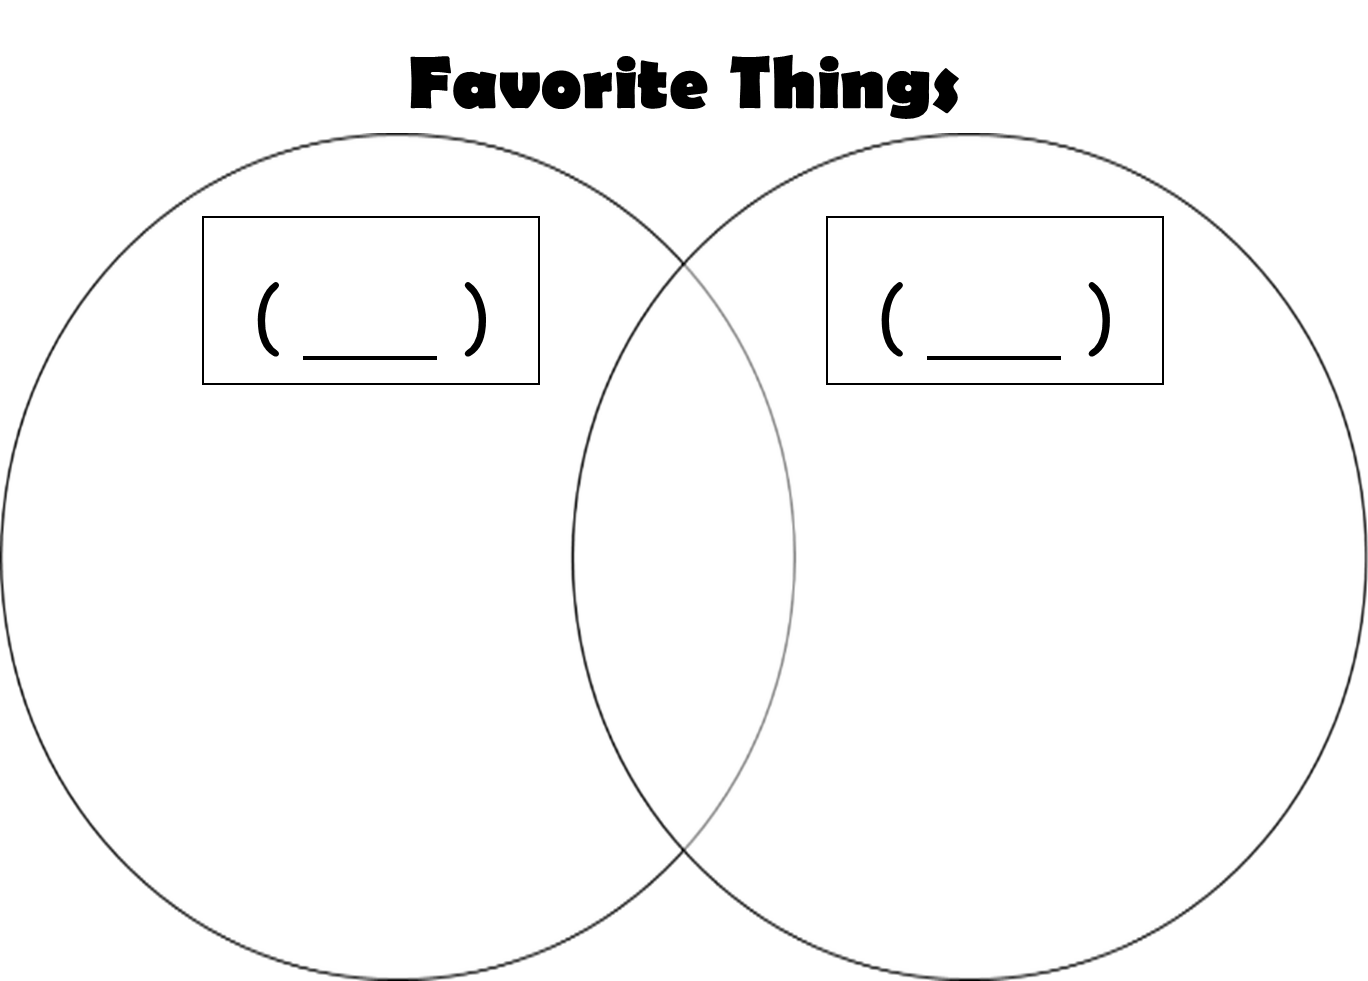 Favorite Things
( ____ )
( ____ )